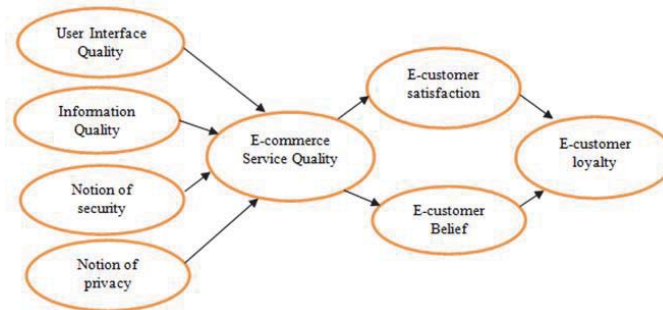 User Interface
Quality
Information
Quality
Notion of
security
Notion of
privacy
E-commerce
Service Quality
E-customer
satisfaction
E-customer
Belief
E-customer
loyalty